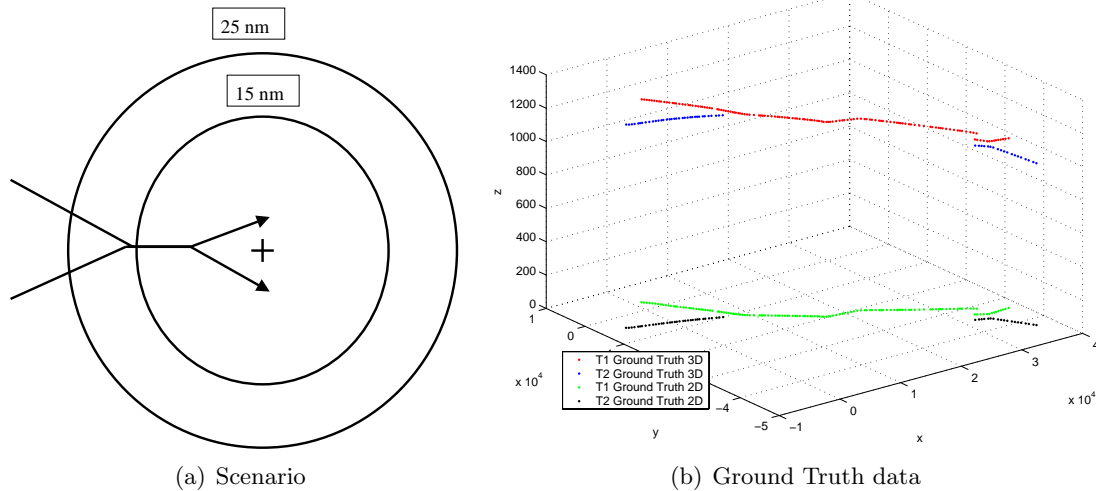 25 nm
15 nm
(a) Scenario
1400
1200
1000
800
600
400
200
0
z
1
0
−4
−5
x 10^4
y
−1
0
1
2
3
4
x 10^4
x
T1 Ground Truth 3D
T2 Ground Truth 3D
T1 Ground Truth 2D
T2 Ground Truth 2D
(b) Ground Truth data